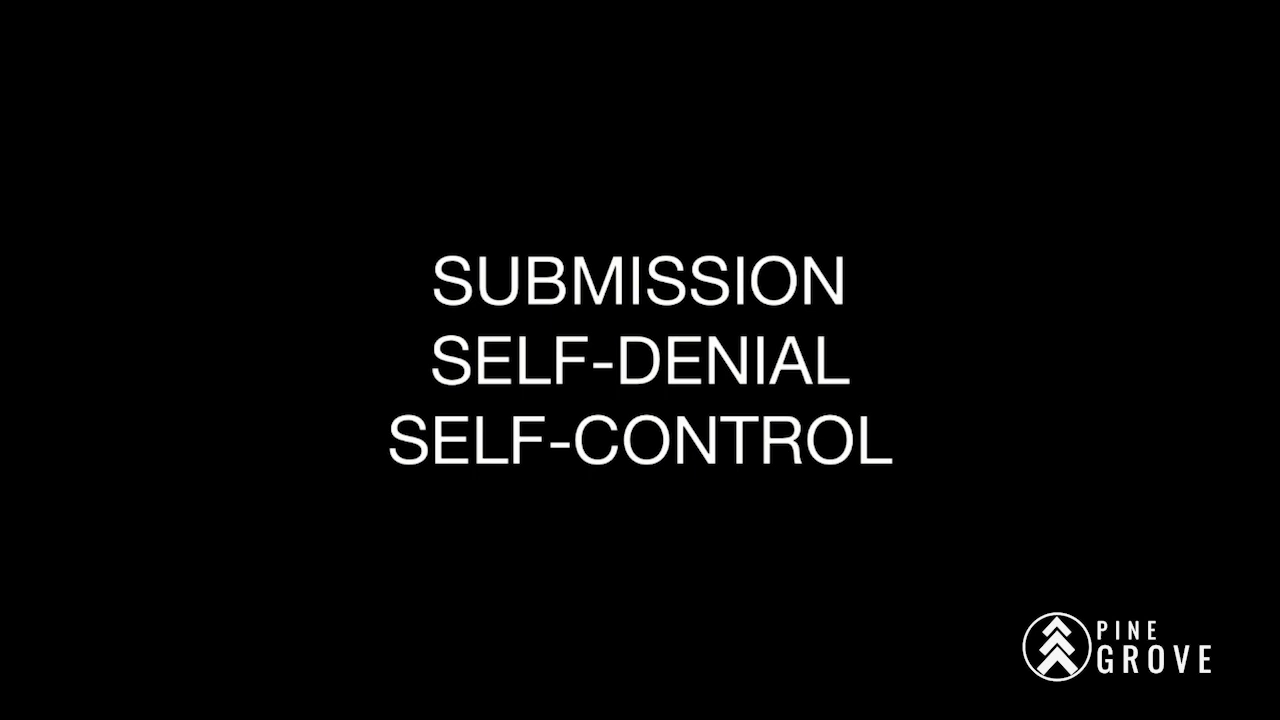 SUBMISSION
SELF-DENIAL
SELF-CONTROL
PINE
GROVE